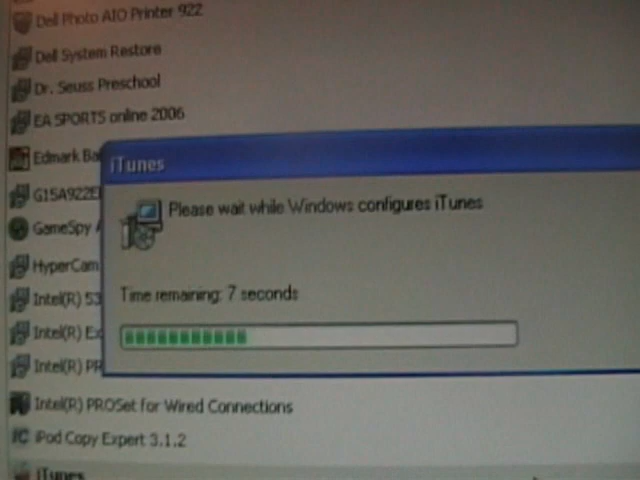 Dell Photo AIO Printer 922
Dell System Restore
Dr. Seuss Preschool
EA SPORTS online 2006
Edmark Ba
iTunes
G15A922E
Please wait while Windows configures iTunes
GameSpy A
HyperCam
Intel(R) 53
Time remaining: 7 seconds
Intel(R) Ex
Intel(R) PR
Intel(R) PROSet for Wired Connections
iPod Copy Expert 3.1.2
iTunes